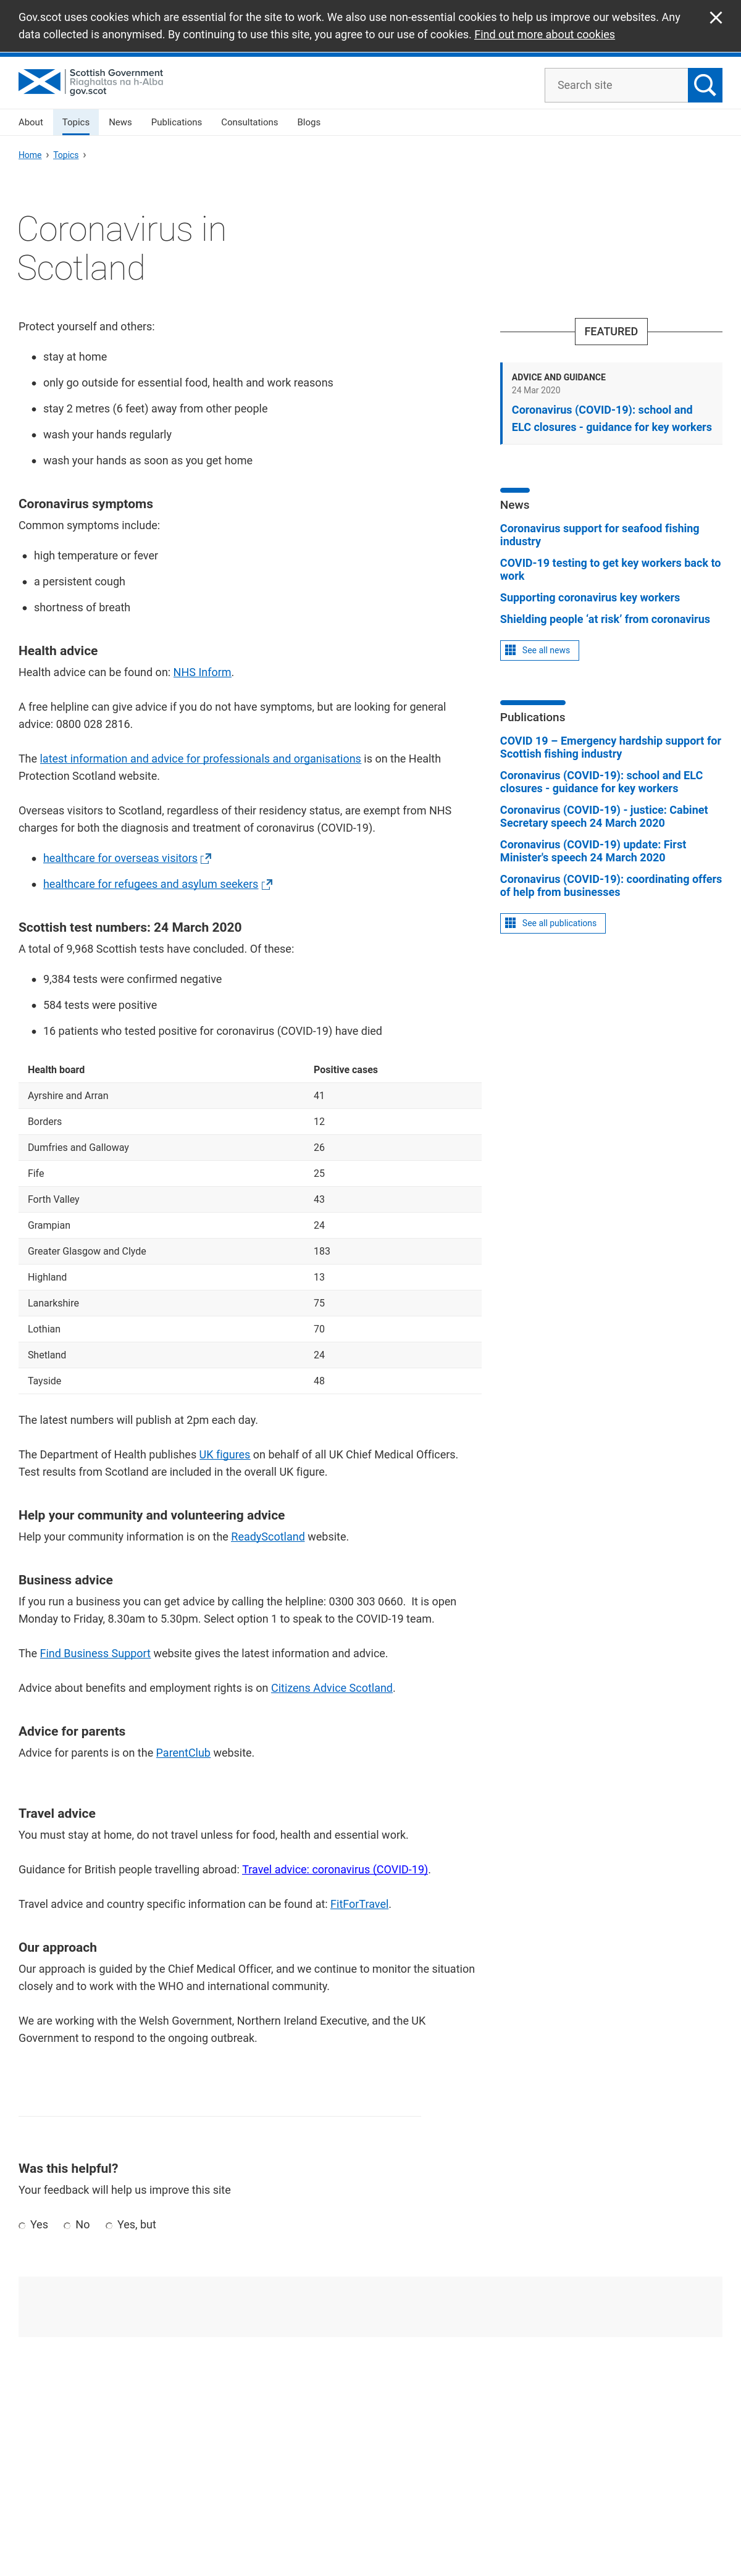 Gov.scot uses cookies which are essential for the site to work. We also use non-essential cookies to help us improve our websites. Any
data collected is anonymised. By continuing to use this site, you agree to our use of cookies. Find out more about cookies
Scottish Government
Riaghaltas na h-Alba
gov.scot
Search site
About
Topics
News
Publications
Consultations
Blogs
Home › Topics ›
Coronavirus in
Scotland
Protect yourself and others:
• stay at home
• only go outside for essential food, health and work reasons
• stay 2 metres (6 feet) away from other people
• wash your hands regularly
• wash your hands as soon as you get home
Coronavirus symptoms
Common symptoms include:
• high temperature or fever
• a persistent cough
• shortness of breath
Health advice
Health advice can be found on: NHS Inform.
A free helpline can give advice if you do not have symptoms, but are looking for general
advice: 0800 028 2816.
The latest information and advice for professionals and organisations is on the Health
Protection Scotland website.
Overseas visitors to Scotland, regardless of their residency status, are exempt from NHS
charges for both the diagnosis and treatment of coronavirus (COVID-19).
• healthcare for overseas visitors
• healthcare for refugees and asylum seekers
Scottish test numbers: 24 March 2020
A total of 9,968 Scottish tests have concluded. Of these:
• 9,384 tests were confirmed negative
• 584 tests were positive
• 16 patients who tested positive for coronavirus (COVID-19) have died
Health board Positive cases
Ayrshire and Arran 41
Borders 12
Dumfries and Galloway 26
Fife 25
Forth Valley 43
Grampian 24
Greater Glasgow and Clyde 183
Highland 13
Lanarkshire 75
Lothian 70
Shetland 24
Tayside 48
The latest numbers will publish at 2pm each day.
The Department of Health publishes UK figures on behalf of all UK Chief Medical Officers.
Test results from Scotland are included in the overall UK figure.
Help your community and volunteering advice
Help your community information is on the ReadyScotland website.
Business advice
If you run a business you can get advice by calling the helpline: 0300 303 0660. It is open
Monday to Friday, 8.30am to 5.30pm. Select option 1 to speak to the COVID-19 team.
The Find Business Support website gives the latest information and advice.
Advice about benefits and employment rights is on Citizens Advice Scotland.
Advice for parents
Advice for parents is on the ParentClub website.
Travel advice
You must stay at home, do not travel unless for food, health and essential work.
Guidance for British people travelling abroad: Travel advice: coronavirus (COVID-19).
Travel advice and country specific information can be found at: FitForTravel.
Our approach
Our approach is guided by the Chief Medical Officer, and we continue to monitor the situation
closely and to work with the WHO and international community.
We are working with the Welsh Government, Northern Ireland Executive, and the UK
Government to respond to the ongoing outbreak.
FEATURED
ADVICE AND GUIDANCE
24 Mar 2020
Coronavirus (COVID-19): school and
ELC closures - guidance for key workers
News
Coronavirus support for seafood fishing
industry
COVID-19 testing to get key workers back to
work
Supporting coronavirus key workers
Shielding people ‘at risk’ from coronavirus
See all news
Publications
COVID 19 – Emergency hardship support for
Scottish fishing industry
Coronavirus (COVID-19): school and ELC
closures - guidance for key workers
Coronavirus (COVID-19) - justice: Cabinet
Secretary speech 24 March 2020
Coronavirus (COVID-19) update: First
Minister's speech 24 March 2020
Coronavirus (COVID-19): coordinating offers
of help from businesses
See all publications
Was this helpful?
Your feedback will help us improve this site
Yes No Yes, but